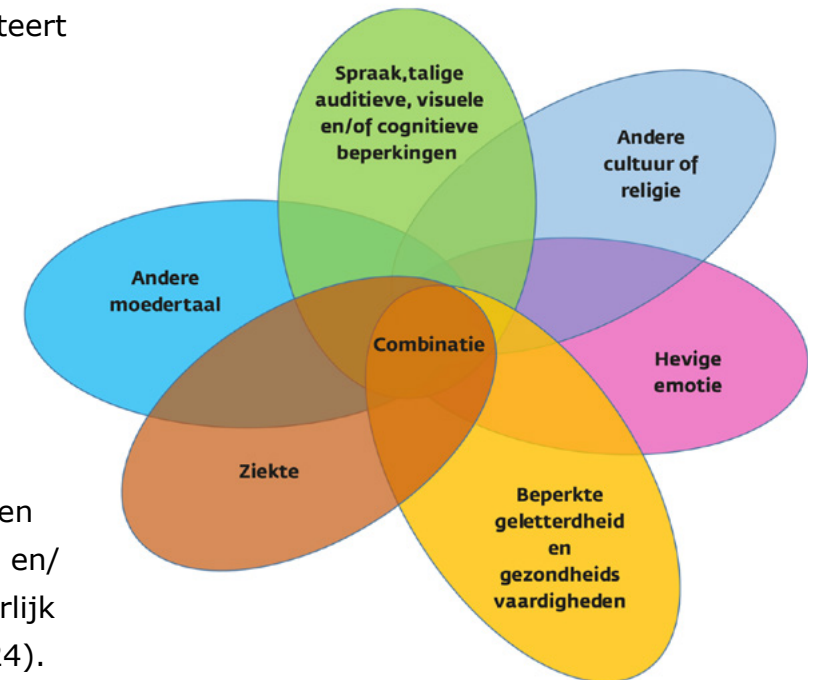 teert
Spraak,talige
auditieve, visuele
en/of cognitieve
beperkingen
Andere
cultuur of
religie
Andere
moedertaal
Combinatie
Hevige
emotie
Ziekte
Beperkte
geletterdheid
en
gezondheids
vaardigheden
en
en/
rlijk
4).